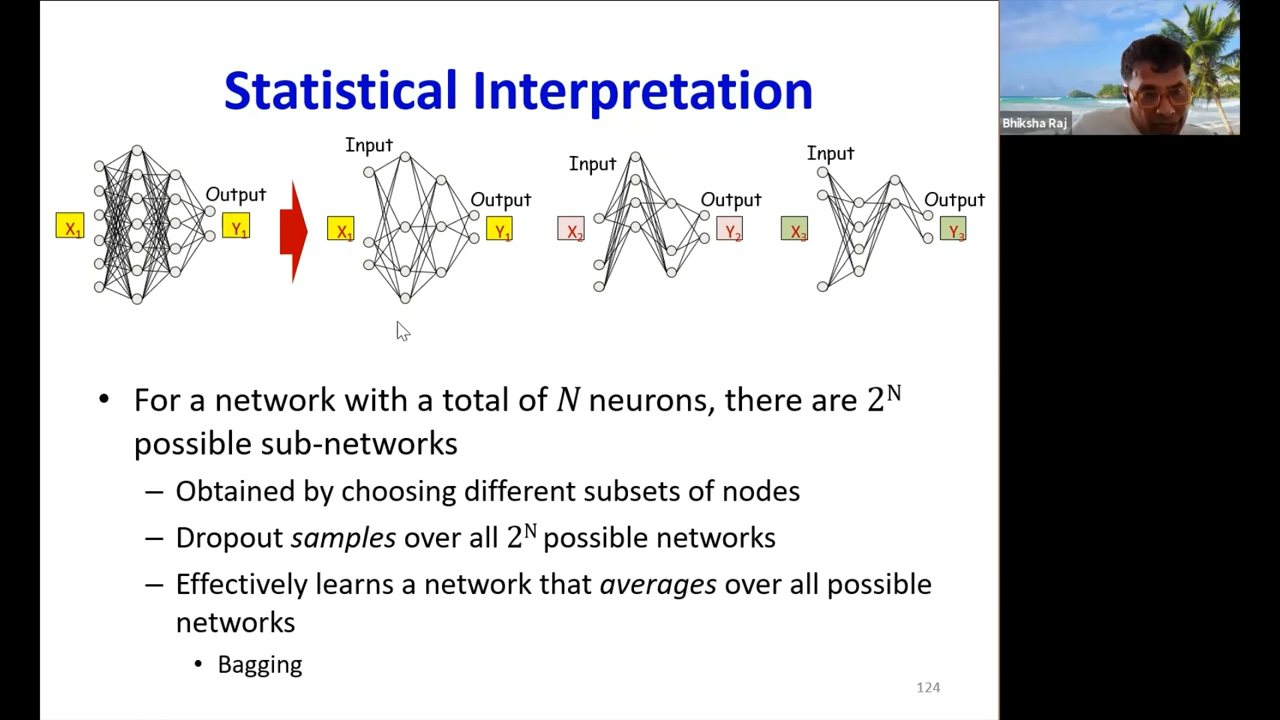 Statistical Interpretation
Bhiksha Raj
Input
Input
Input
Output
Output
Output
Output
X₁
Y₁
X₁
Y₁
X₂
Y₂
X₃
Y₃
• For a network with a total of N neurons, there are 2ᴺ
possible sub-networks
– Obtained by choosing different subsets of nodes
– Dropout samples over all 2ᴺ possible networks
– Effectively learns a network that averages over all possible
networks
• Bagging
124